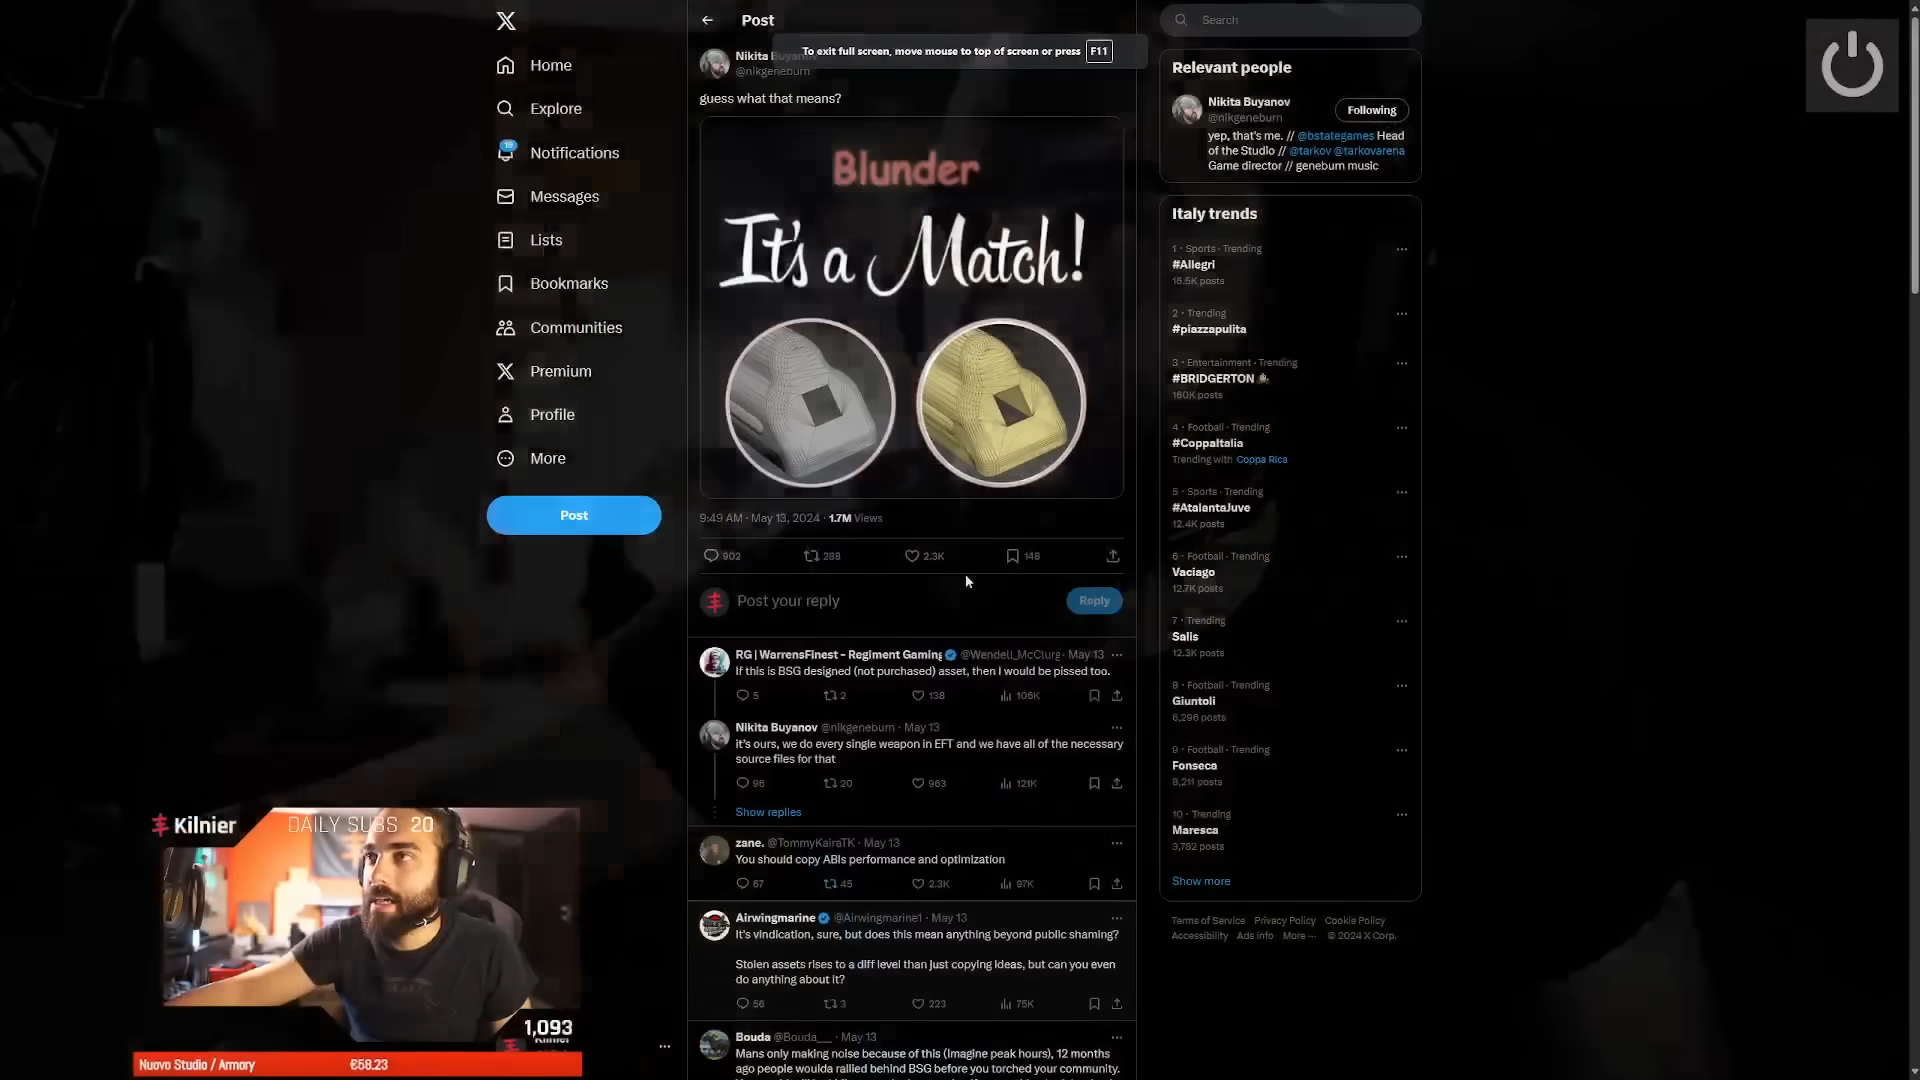 Post
Search
To exit full screen, move mouse to top of screen or press F11
Nikita Buyanov
@nikgeneburn
guess what that means?
Blunder
It's a Match!
9:49 AM · May 13, 2024 · 1.7M Views
902
288
2.3K
148
Post your reply
Reply
RG | WarrensFinest - Regiment Gaming @Wendell_McClurg · May 13
If this is BSG designed (not purchased) asset, then I would be pissed too.
5
2
138
106K
Nikita Buyanov @nikgeneburn · May 13
it's ours, we do every single weapon in EFT and we have all of the necessary
source files for that
96
20
963
121K
Show replies
zane. @TommyKairaTK · May 13
You should copy ABIs performance and optimization
67
45
2.3K
97K
Airwingmarine @Airwingmarine1 · May 13
It's vindication, sure, but does this mean anything beyond public shaming?
Stolen assets rises to a diff level than just copying ideas, but can you even
do anything about it?
56
3
223
75K
Bouda @Bouda__ · May 13
Mans only making noise because of this (Imagine peak hours), 12 months
ago people woulda rallied behind BSG before you torched your community.
Home
Explore
18
Notifications
Messages
Lists
Bookmarks
Communities
Premium
Profile
More
Post
Relevant people
Nikita Buyanov
@nikgeneburn
Following
yep, that's me. // @bstategames Head
of the Studio // @tarkov @tarkovarena
Game director // geneburn music
Italy trends
1 · Sports · Trending
#Allegri
16.5K posts
2 · Trending
#piazzapulita
3 · Entertainment · Trending
#BRIDGERTON
160K posts
4 · Football · Trending
#CoppaItalia
Trending with Coppa Rica
5 · Sports · Trending
#AtalantaJuve
12.4K posts
6 · Football · Trending
Vaciago
12.7K posts
7 · Trending
Salis
12.3K posts
8 · Football · Trending
Giuntoli
6,296 posts
9 · Football · Trending
Fonseca
8,211 posts
10 · Trending
Maresca
3,782 posts
Show more
Terms of Service Privacy Policy Cookie Policy
Accessibility Ads info More ··· © 2024 X Corp.
Kilnier
DAILY SUBS 20
1,093
Kilnier
Nuovo Studio / Armory €58.23